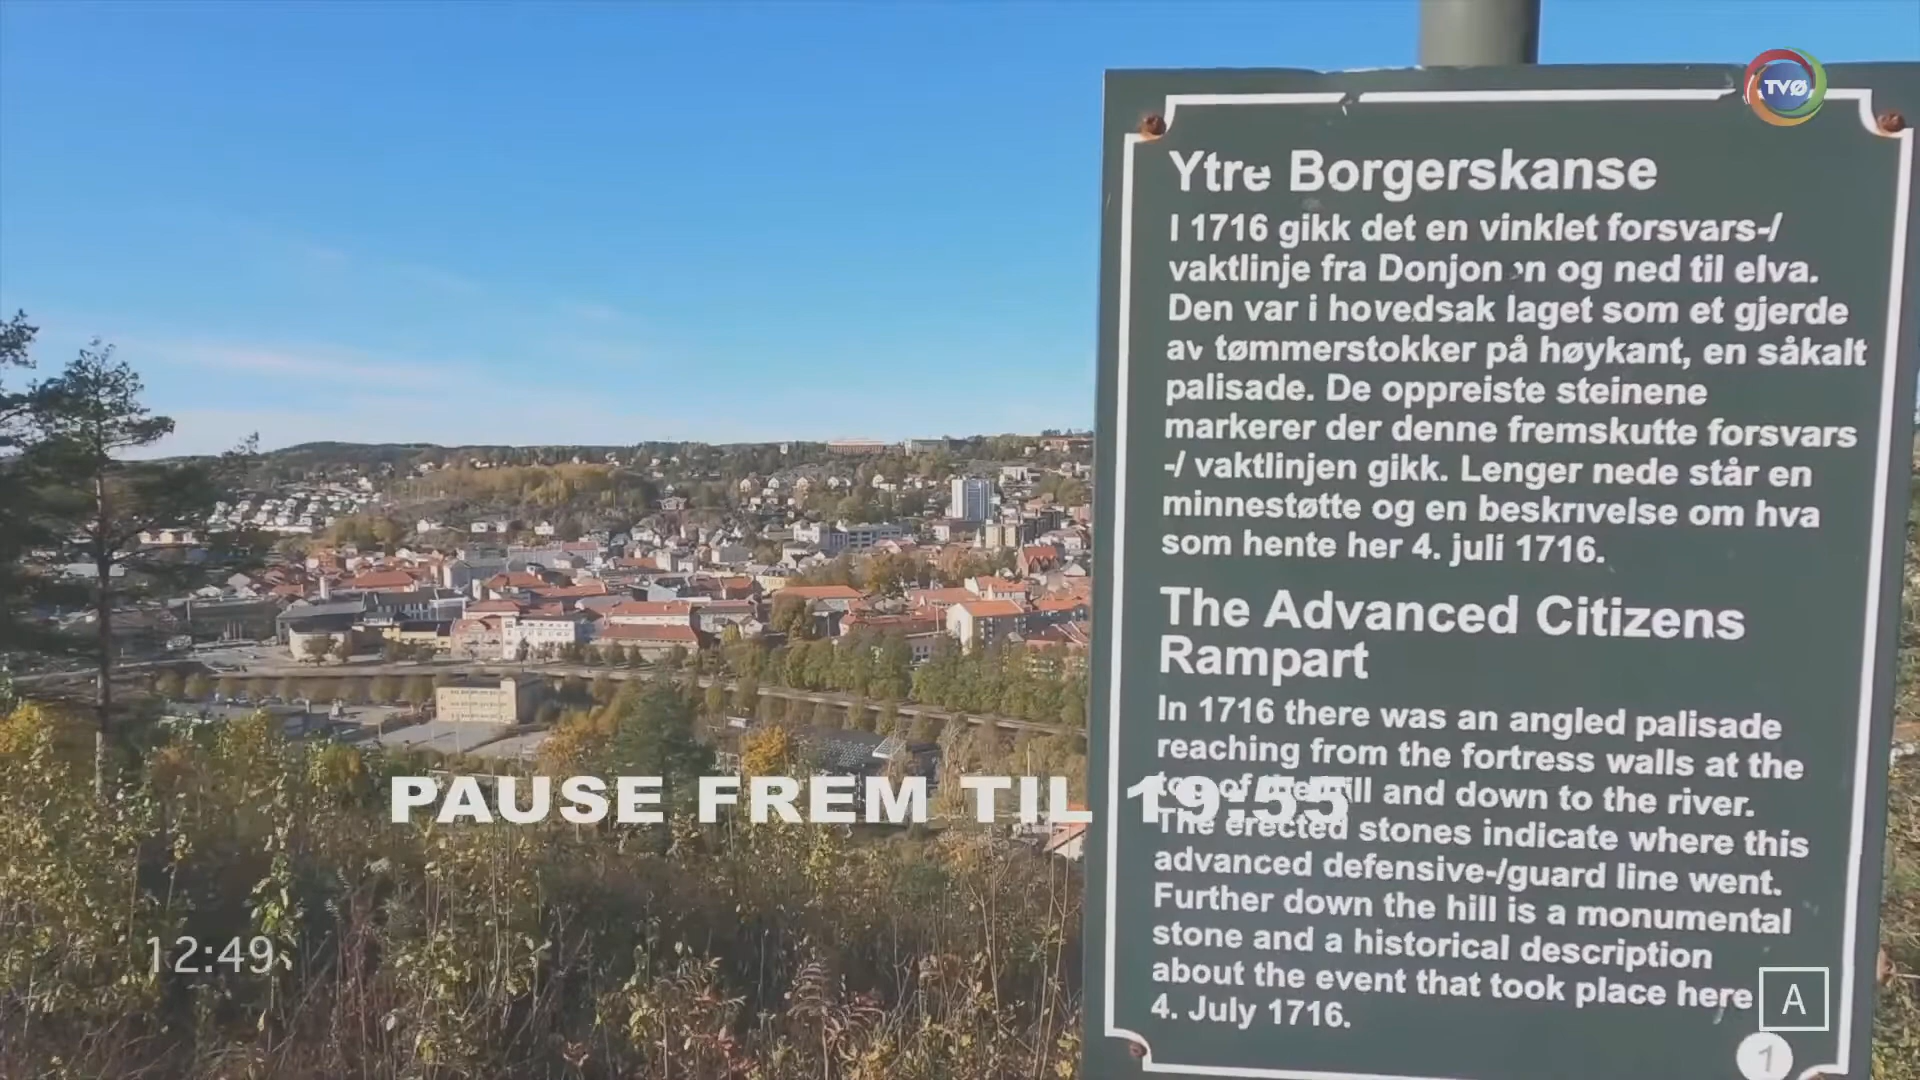 TVØ
Ytre Borgerskanse
I 1716 gikk det en vinklet forsvars-/
vaktlinje fra Donjon n og ned til elva.
Den var i hovedsak laget som et gjerde
av tømmerstokker på høykant, en såkalt
palisade. De oppreiste steinene
markerer der denne fremskutte forsvars
-/ vaktlinjen gikk. Lenger nede står en
minnestøtte og en beskrivelse om hva
som hente her 4. juli 1716.
The Advanced Citizens
Rampart
In 1716 there was an angled palisade
reaching from the fortress walls at the
top of the hill and down to the river.
The erected stones indicate where this
advanced defensive-/guard line went.
Further down the hill is a monumental
stone and a historical description
about the event that took place here
4. July 1716.
PAUSE FREM TIL 19:55
12:49
A
1